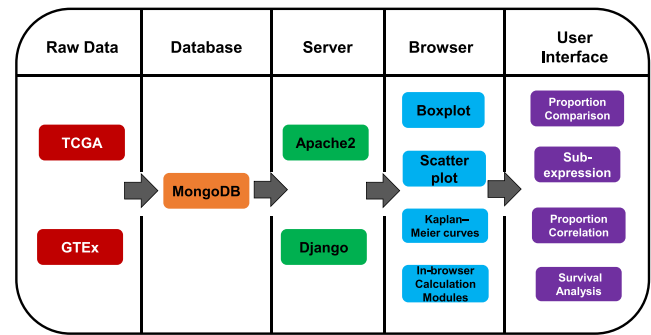 Raw Data
Database
Server
Browser
User
Interface
TCGA
GTEx
MongoDB
Apache2
Django
Boxplot
Scatter
plot
Kaplan–
Meier curves
In-browser
Calculation
Modules
Proportion
Comparison
Sub-
expression
Proportion
Correlation
Survival
Analysis